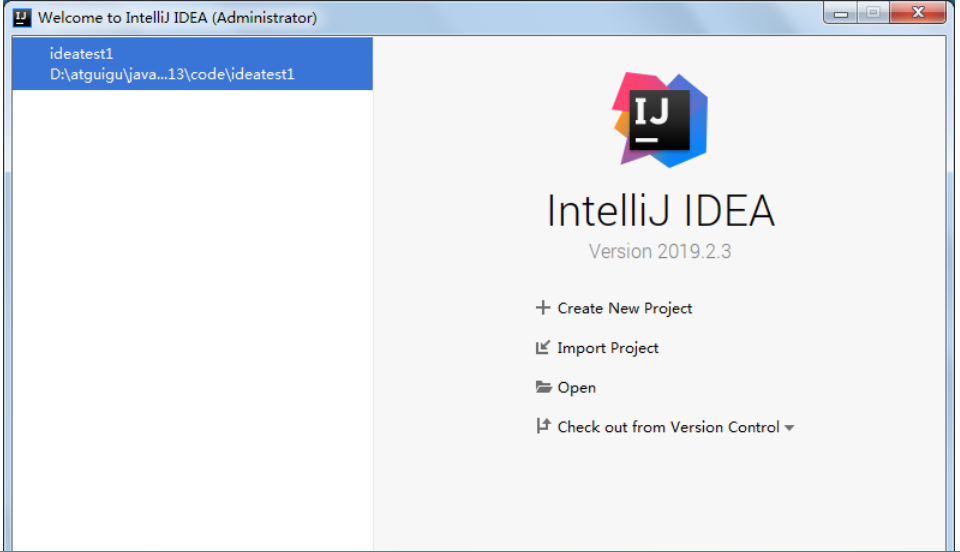 Welcome to IntelliJ IDEA (Administrator)
ideatest1
D:\atguigu\java...13\code\ideatest1
IJ
IntelliJ IDEA
Version 2019.2.3
Create New Project
Import Project
Open
Check out from Version Control